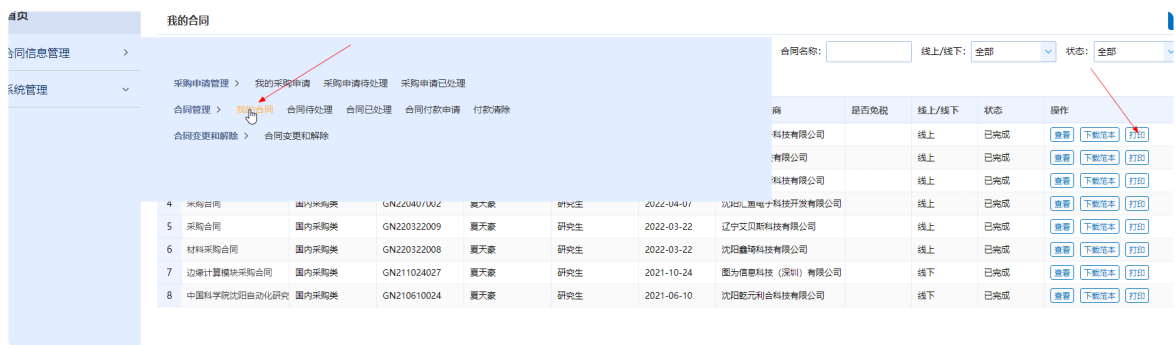 首页
我的合同
合同信息管理
合同名称:
线上/线下: 全部
状态: 全部
系统管理
采购申请管理 > 我的采购申请 采购申请待处理 采购申请已处理
合同管理 > 我的合同 合同待处理 合同已处理 合同付款申请 付款清除
合同变更和解除 > 合同变更和解除
商 是否免税 线上/线下 状态 操作
科技有限公司 线上 已完成 查看 下载范本 打印
有限公司 线上 已完成 查看 下载范本 打印
科技有限公司 线上 已完成 查看 下载范本 打印
4 采购合同 国内采购类 GN220407002 夏天豪 研究生 2022-04-07 沈阳汇鱼电子科技开发有限公司 线上 已完成 查看 下载范本 打印
5 采购合同 国内采购类 GN220322009 夏天豪 研究生 2022-03-22 辽宁艾贝斯科技有限公司 线上 已完成 查看 下载范本 打印
6 材料采购合同 国内采购类 GN220322008 夏天豪 研究生 2022-03-22 沈阳鑫琦科技有限公司 线上 已完成 查看 下载范本 打印
7 边缘计算模块采购合同 国内采购类 GN211024027 夏天豪 研究生 2021-10-24 图为信息科技（深圳）有限公司 线下 已完成 查看 下载范本 打印
8 中国科学院沈阳自动化研究 国内采购类 GN210610024 夏天豪 研究生 2021-06-10 沈阳乾元利合科技有限公司 线下 已完成 查看 下载范本 打印